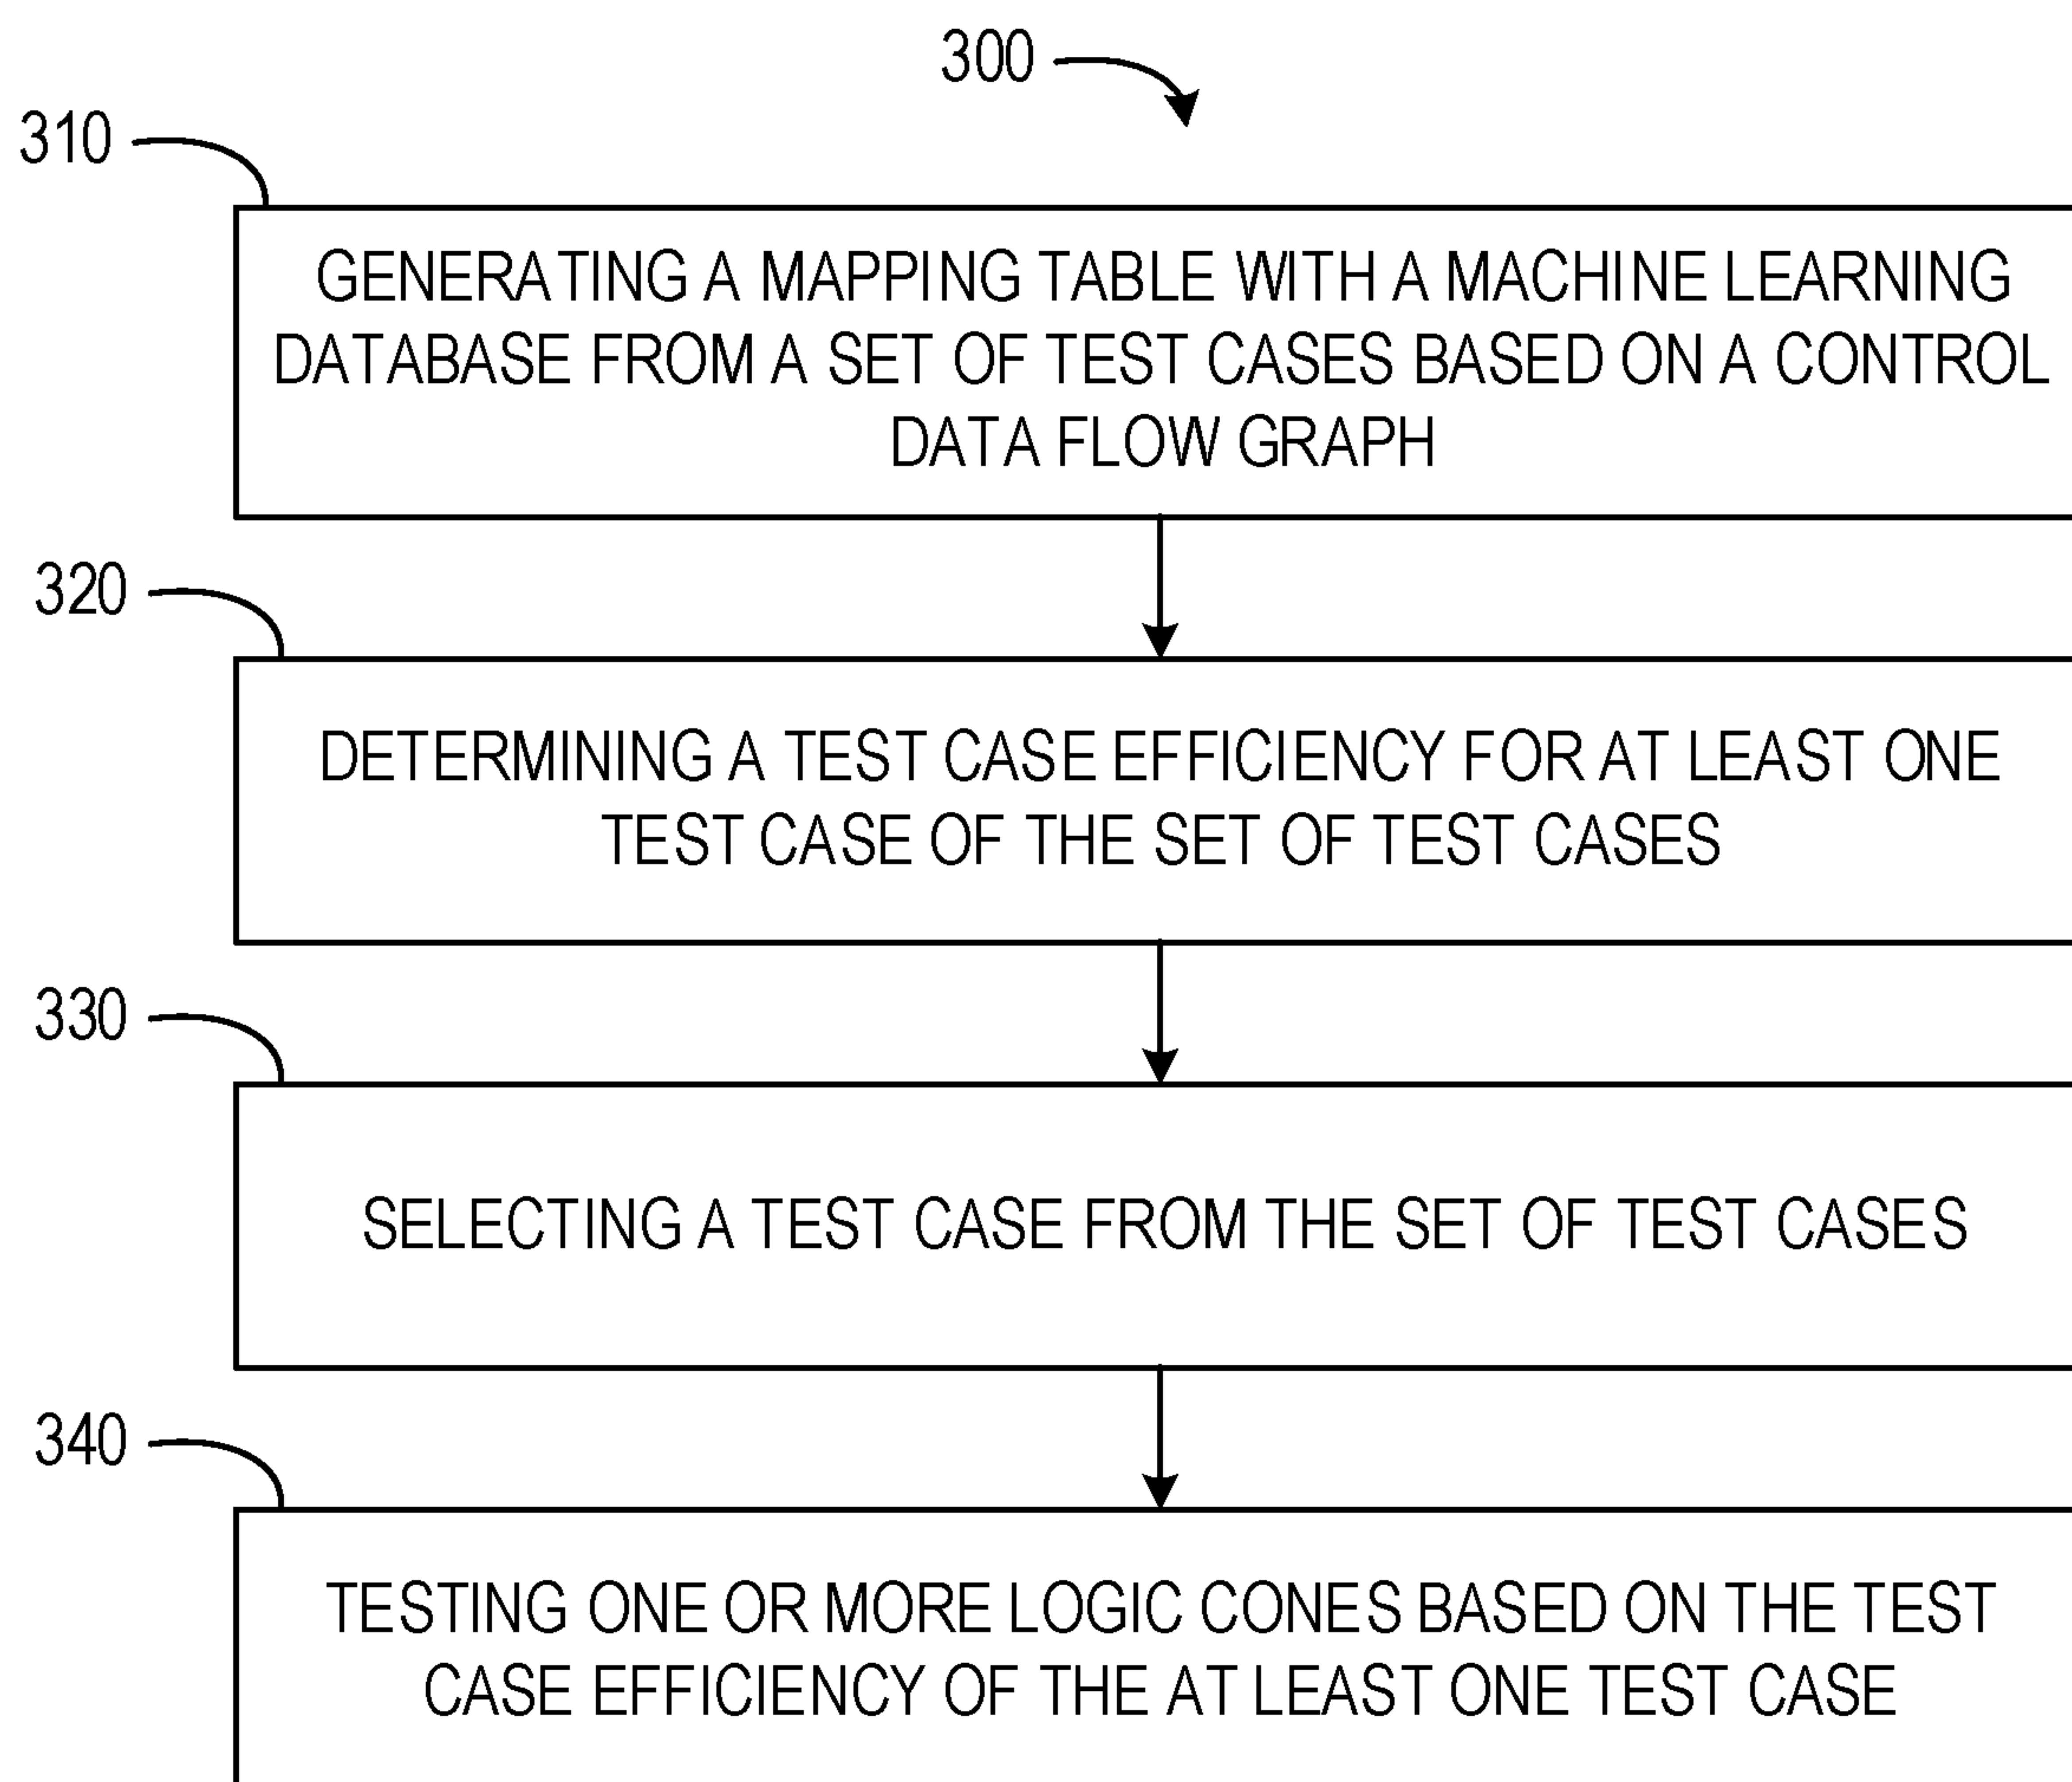 300
310
GENERATING A MAPPING TABLE WITH A MACHINE LEARNING
DATABASE FROM A SET OF TEST CASES BASED ON A CONTROL
DATA FLOW GRAPH
320
DETERMINING A TEST CASE EFFICIENCY FOR AT LEAST ONE
TEST CASE OF THE SET OF TEST CASES
330
SELECTING A TEST CASE FROM THE SET OF TEST CASES
340
TESTING ONE OR MORE LOGIC CONES BASED ON THE TEST
CASE EFFICIENCY OF THE AT LEAST ONE TEST CASE